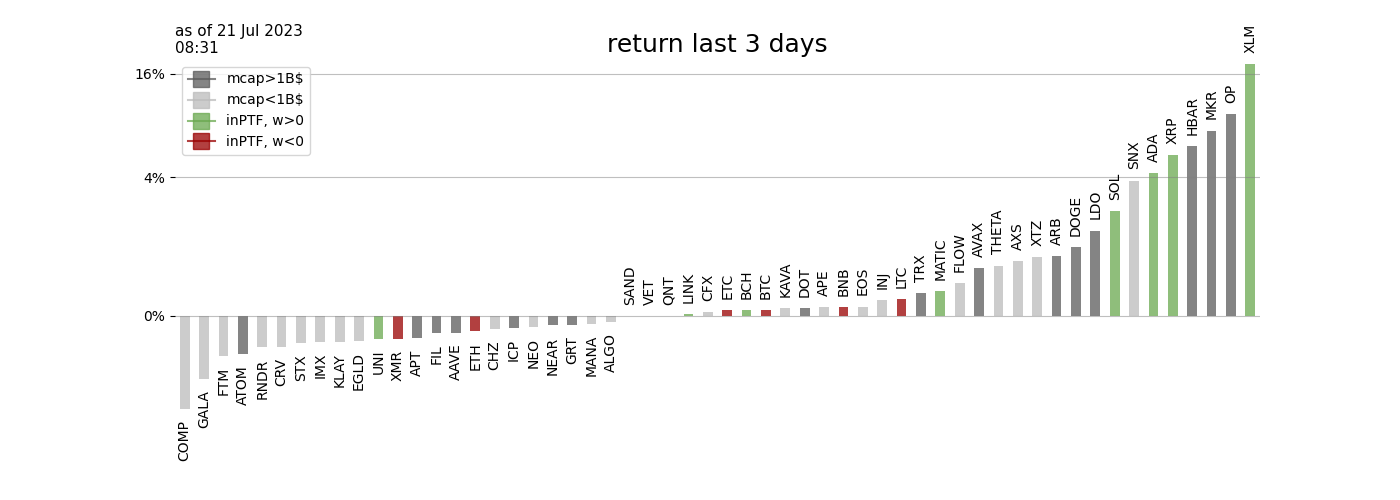 as of 21 Jul 2023
08:31
return last 3 days
16%
4%
0%
mcap>1B$
mcap<1B$
inPTF, w>0
inPTF, w<0
COMP
GALA
FTM
ATOM
RNDR
CRV
STX
IMX
KLAY
EGLD
UNI
XMR
APT
FIL
AAVE
ETH
CHZ
ICP
NEO
NEAR
GRT
MANA
ALGO
SAND
VET
QNT
LINK
CFX
ETC
BCH
BTC
KAVA
DOT
APE
BNB
EOS
INJ
LTC
TRX
MATIC
FLOW
AVAX
THETA
AXS
XTZ
ARB
DOGE
LDO
SOL
SNX
ADA
XRP
HBAR
MKR
OP
XLM